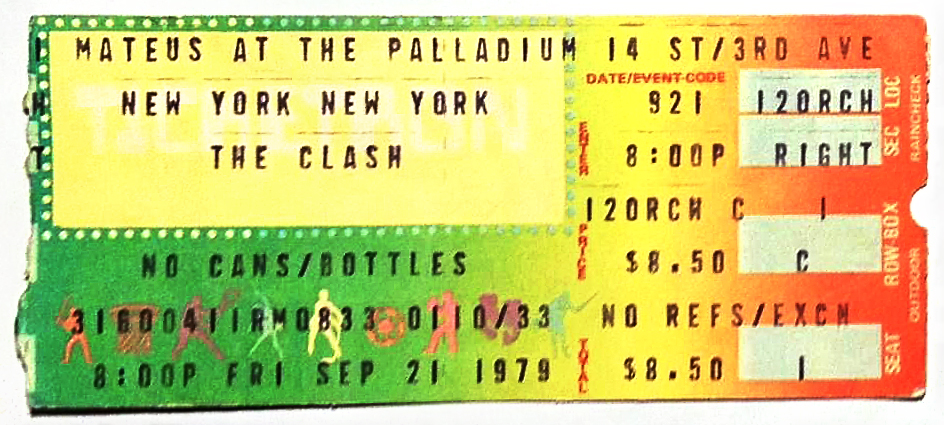 MATEUS AT THE PALLADIUM 14 ST/3RD AVE
DATE/EVENT CODE
NEW YORK NEW YORK 921 120RCH LOC
THE CLASH ENTER 8:00P RIGHT SEC
RAINCHECK
120RCH C 1
NO CANS/BOTTLES PRICE $8.50 C ROW-BOX
OUTDOOR
3160041 1RM0833 0110/33 NO REFS/EXCH
8:00P FRI SEP 21 1979 TOTAL $8.50 1 SEAT